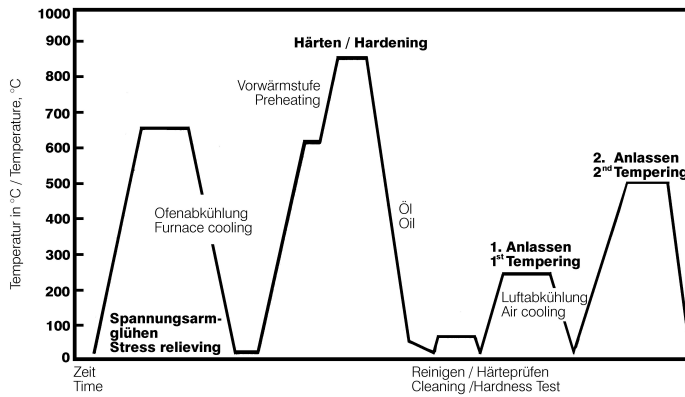 1000
900
800
700
600
500
400
300
200
100
0
Temperatur in °C / Temperature, °C
Härten / Hardening
Vorwärmstufe
Preheating
Ofenabkühlung
Furnace cooling
Spannungsarm-
glühen
Stress relieving
Öl
Oil
1. Anlassen
1st Tempering
Luftabkühlung
Air cooling
2. Anlassen
2nd Tempering
Zeit
Time
Reinigen / Härteprüfen
Cleaning /Hardness Test